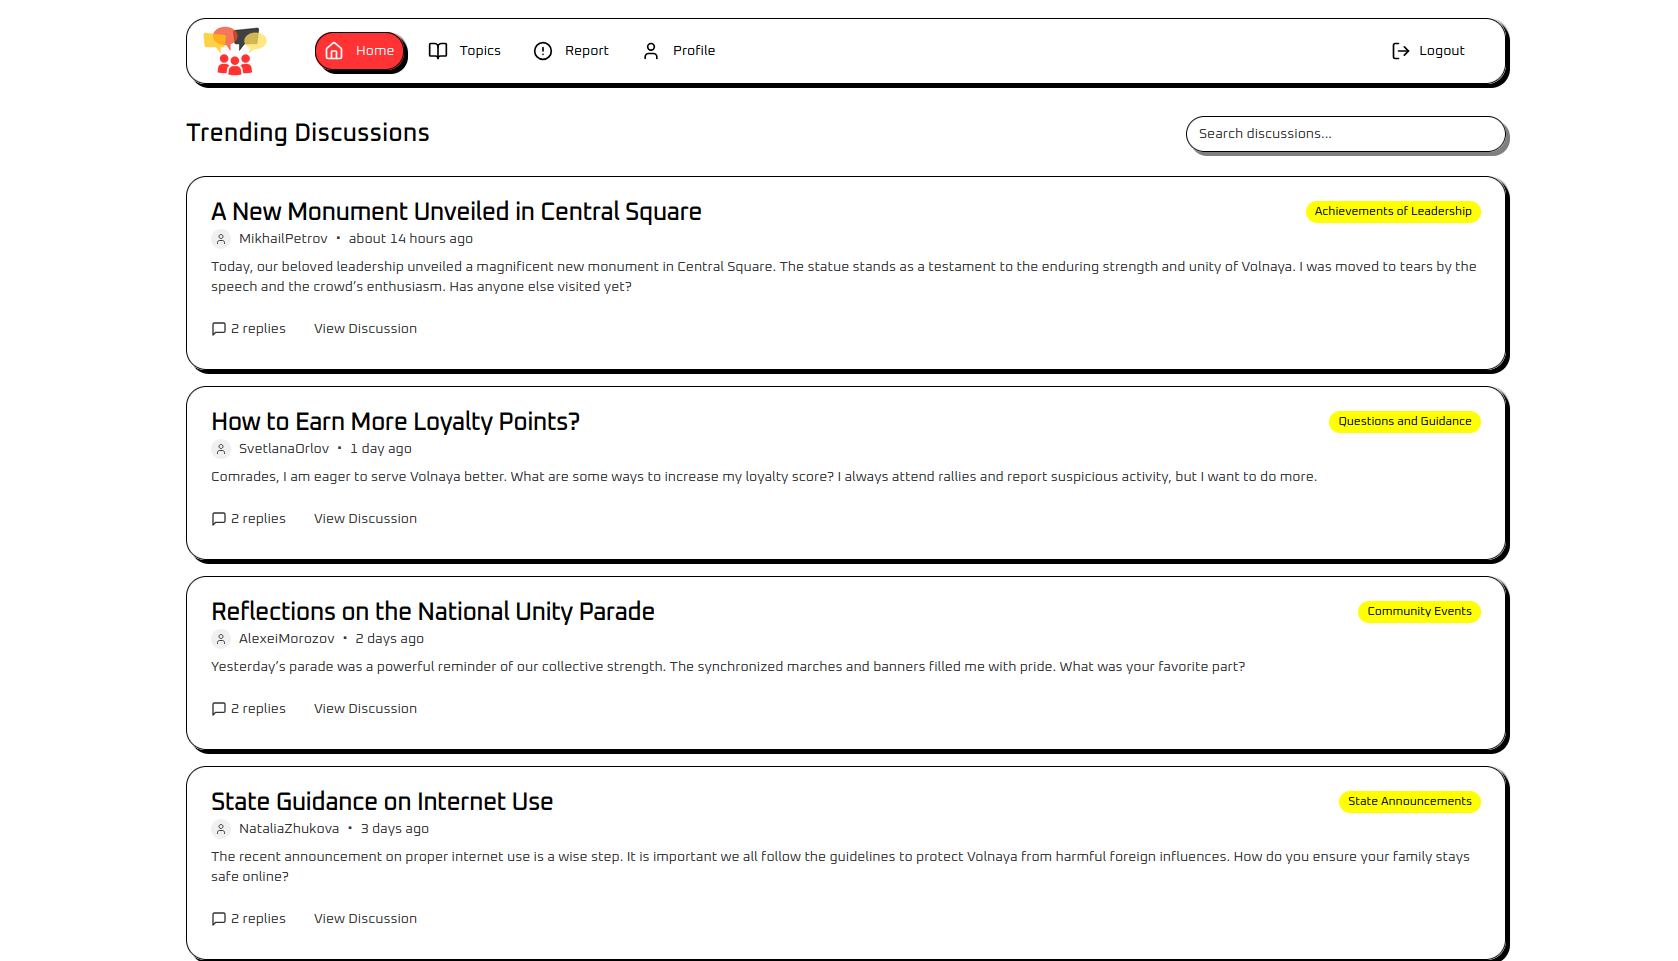 Home Topics Report Profile Logout
Trending Discussions
Search discussions...
A New Monument Unveiled in Central Square
Achievements of Leadership
MikhailPetrov • about 14 hours ago
Today, our beloved leadership unveiled a magnificent new monument in Central Square. The statue stands as a testament to the enduring strength and unity of Volnaya. I was moved to tears by the
speech and the crowd’s enthusiasm. Has anyone else visited yet?
2 replies View Discussion
How to Earn More Loyalty Points?
Questions and Guidance
SvetlanaOrlov • 1 day ago
Comrades, I am eager to serve Volnaya better. What are some ways to increase my loyalty score? I always attend rallies and report suspicious activity, but I want to do more.
2 replies View Discussion
Reflections on the National Unity Parade
Community Events
AlexeiMorozov • 2 days ago
Yesterday’s parade was a powerful reminder of our collective strength. The synchronized marches and banners filled me with pride. What was your favorite part?
2 replies View Discussion
State Guidance on Internet Use
State Announcements
NataliaZhukova • 3 days ago
The recent announcement on proper internet use is a wise step. It is important we all follow the guidelines to protect Volnaya from harmful foreign influences. How do you ensure your family stays
safe online?
2 replies View Discussion